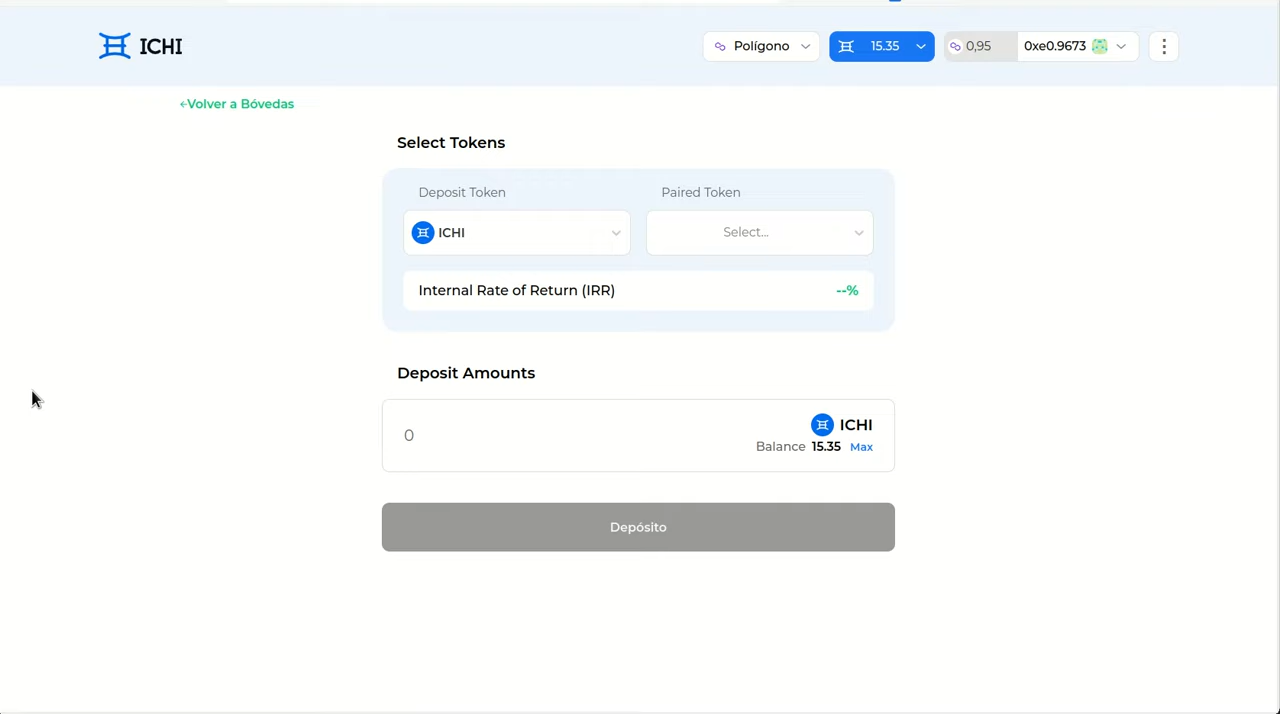 ICHI
Polígono
15.35
0,95
0xe0.9673
←Volver a Bóvedas
Select Tokens
Deposit Token
Paired Token
ICHI
Select...
Internal Rate of Return (IRR)
--%
Deposit Amounts
0
ICHI
Balance 15.35 Max
Depósito